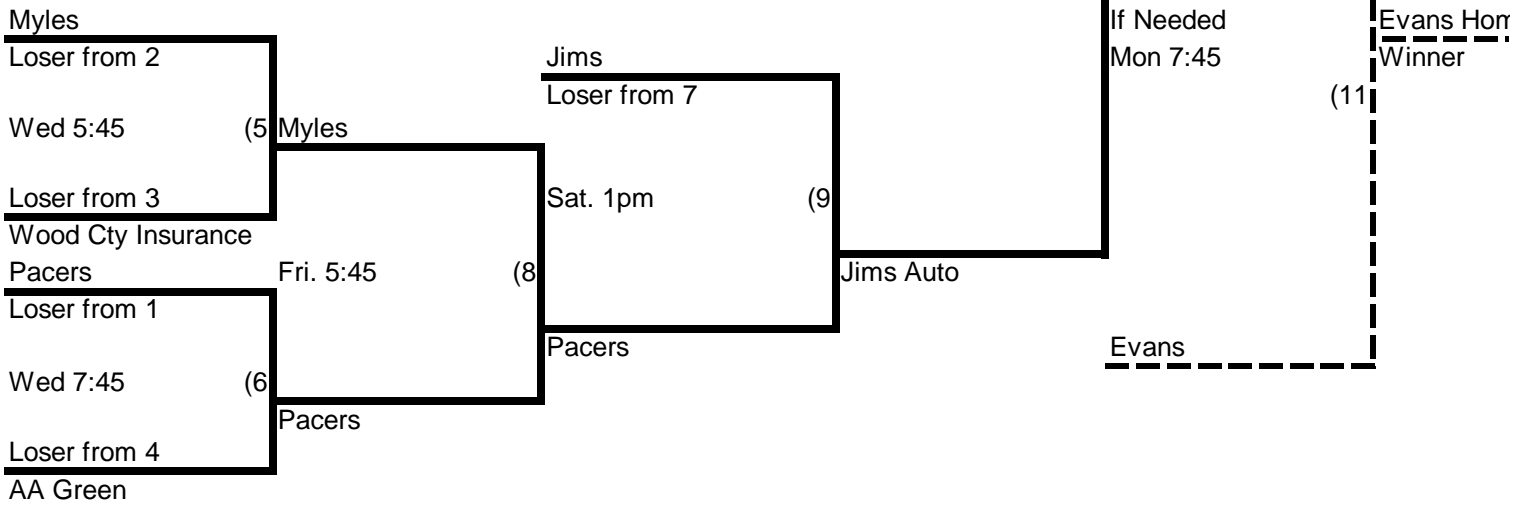 Myles
Loser from 2
Wed 5:45 (5
Loser from 3
Wood Cty Insurance
Pacers
Loser from 1
Wed 7:45 (6
Loser from 4
AA Green
Myles
Fri. 5:45 (8
Pacers
Jims
Loser from 7
Sat. 1pm (9
Pacers
Jims Auto
If Needed
Mon 7:45
(11
Evans
Evans Hom
Winner